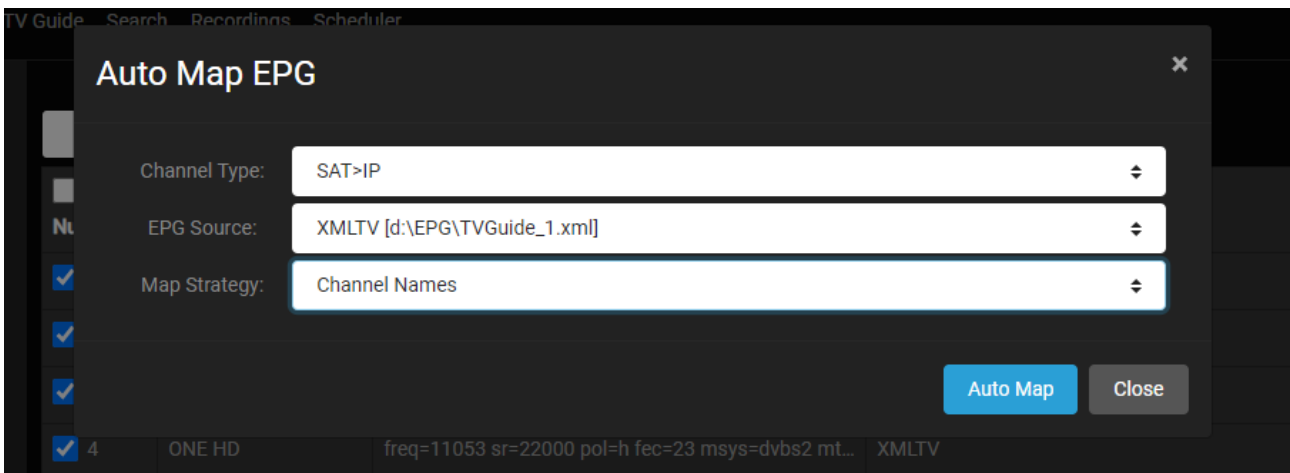 TV Guide Search Recordings Scheduler
Auto Map EPG
×
Channel Type: SAT>IP
Nu
EPG Source: XMLTV [d:\EPG\TVGuide_1.xml]
Map Strategy: Channel Names
Auto Map Close
4 ONE HD freq=11053 sr=22000 pol=h fec=23 msys=dvbs2 mt... XMLTV